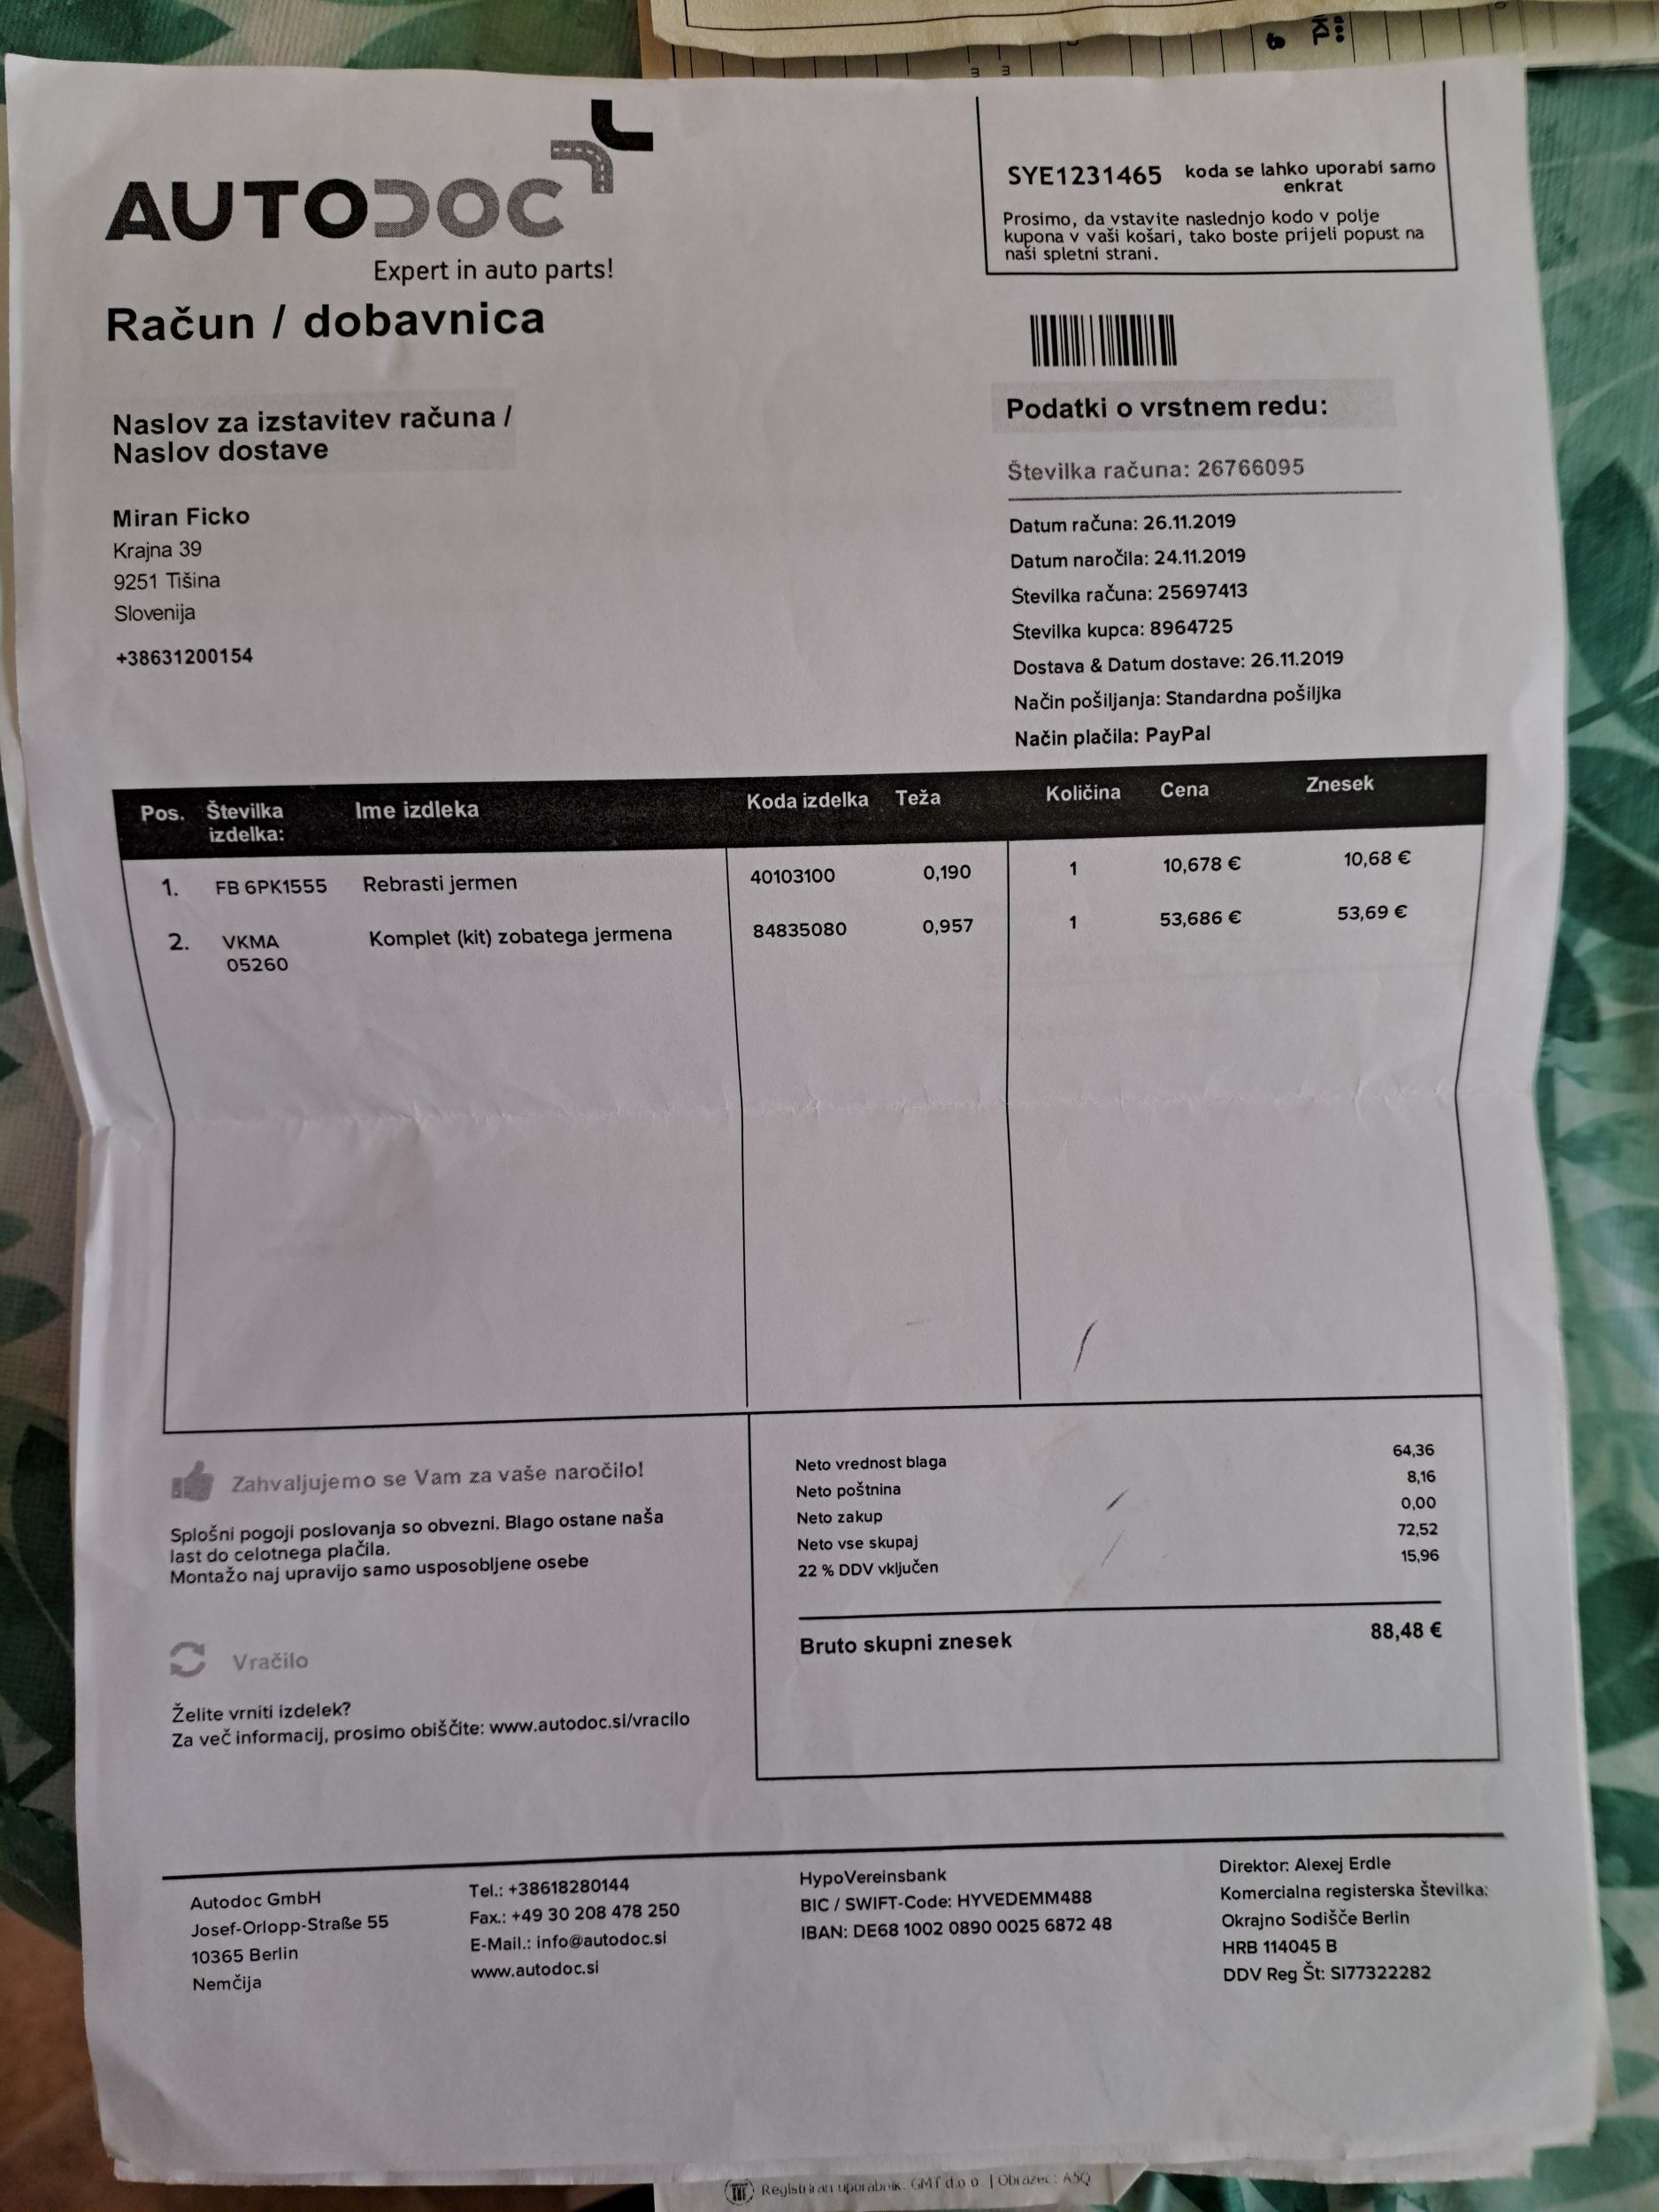 AUTODOC
Expert in auto parts!
SYE1231465 koda se lahko uporabi samo enkrat
Prosimo, da vstavite naslednjo kodo v polje
kupona v vaši košari, tako boste prijeli popust na
naši spletni strani.
Račun / dobavnica
Naslov za izstavitev računa /
Naslov dostave
Miran Ficko
Krajna 39
9251 Tišina
Slovenija
+38631200154
Podatki o vrstnem redu:
Številka računa: 26766095
Datum računa: 26.11.2019
Datum naročila: 24.11.2019
Številka računa: 25697413
Številka kupca: 8964725
Dostava & Datum dostave: 26.11.2019
Način pošiljanja: Standardna pošiljka
Način plačila: PayPal
Pos. Številka izdelka: Ime izdleka Koda izdelka Teža Količina Cena Znesek
1. FB 6PK1555 Rebrasti jermen 40103100 0,190 1 10,678 € 10,68 €
2. VKMA 05260 Komplet (kit) zobatega jermena 84835080 0,957 1 53,686 € 53,69 €
Zahvaljujemo se Vam za vaše naročilo!
Splošni pogoji poslovanja so obvezni. Blago ostane naša
last do celotnega plačila.
Montažo naj upravijo samo usposobljene osebe
Vračilo
Želite vrniti izdelek?
Za več informacij, prosimo obiščite: www.autodoc.si/vracilo
Neto vrednost blaga 64,36
Neto poštnina 8,16
Neto zakup 0,00
Neto vse skupaj 72,52
22 % DDV vključen 15,96
Bruto skupni znesek 88,48 €
Autodoc GmbH
Josef-Orlopp-Straße 55
10365 Berlin
Nemčija
Tel.: +38618280144
Fax.: +49 30 208 478 250
E-Mail.: info@autodoc.si
www.autodoc.si
HypoVereinsbank
BIC / SWIFT-Code: HYVEDEMM488
IBAN: DE68 1002 0890 0025 6872 48
Direktor: Alexej Erdle
Komercialna registerska Številka:
Okrajno Sodišče Berlin
HRB 114045 B
DDV Reg Št: SI77322282
Registriran uporabnik: GMT d.o.o. | Obrazec: A5Q